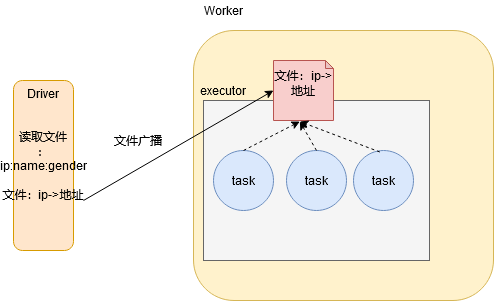 Worker
Driver
读取文件
:
ip:name:gender
文件：ip->地址
文件广播
executor
文件：ip->
地址
task
task
task